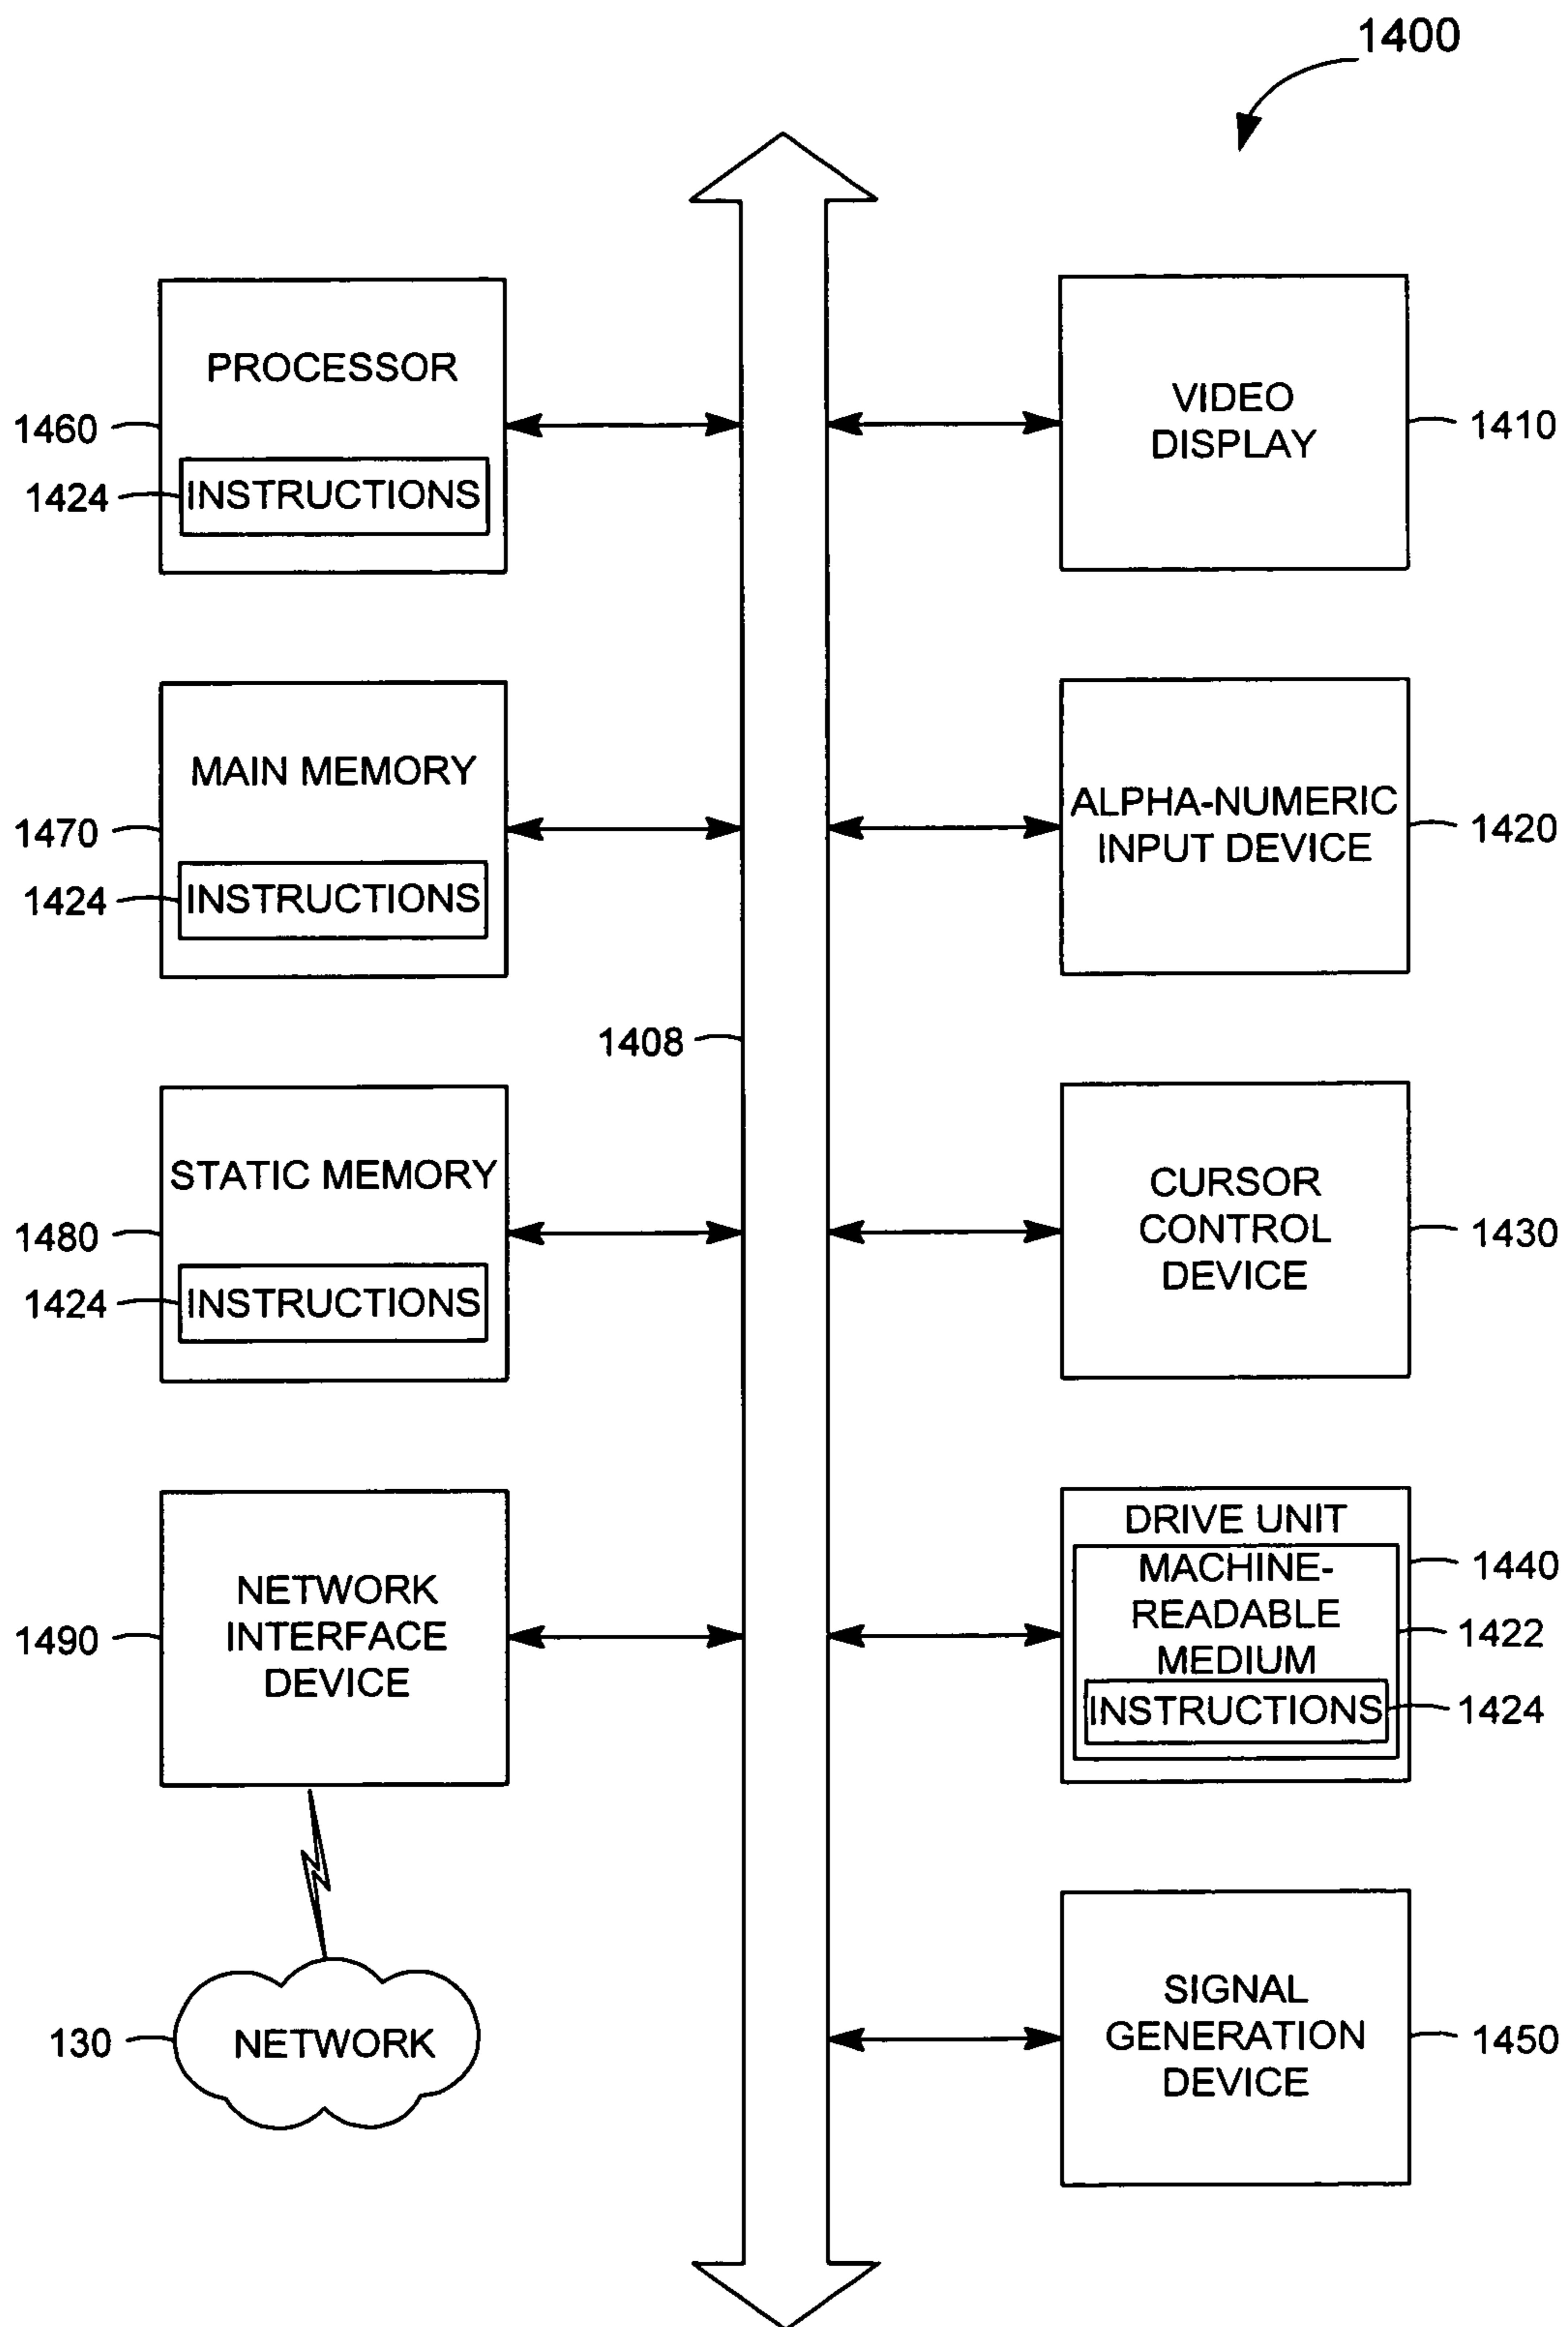 1400
PROCESSOR
1460
1424
INSTRUCTIONS
VIDEO
DISPLAY
1410
MAIN MEMORY
1470
1424
INSTRUCTIONS
ALPHA-NUMERIC
INPUT DEVICE
1420
1408
STATIC MEMORY
1480
1424
INSTRUCTIONS
CURSOR
CONTROL
DEVICE
1430
NETWORK
INTERFACE
DEVICE
1490
DRIVE UNIT
1440
MACHINE-
READABLE
MEDIUM
1422
INSTRUCTIONS
1424
130
NETWORK
SIGNAL
GENERATION
DEVICE
1450